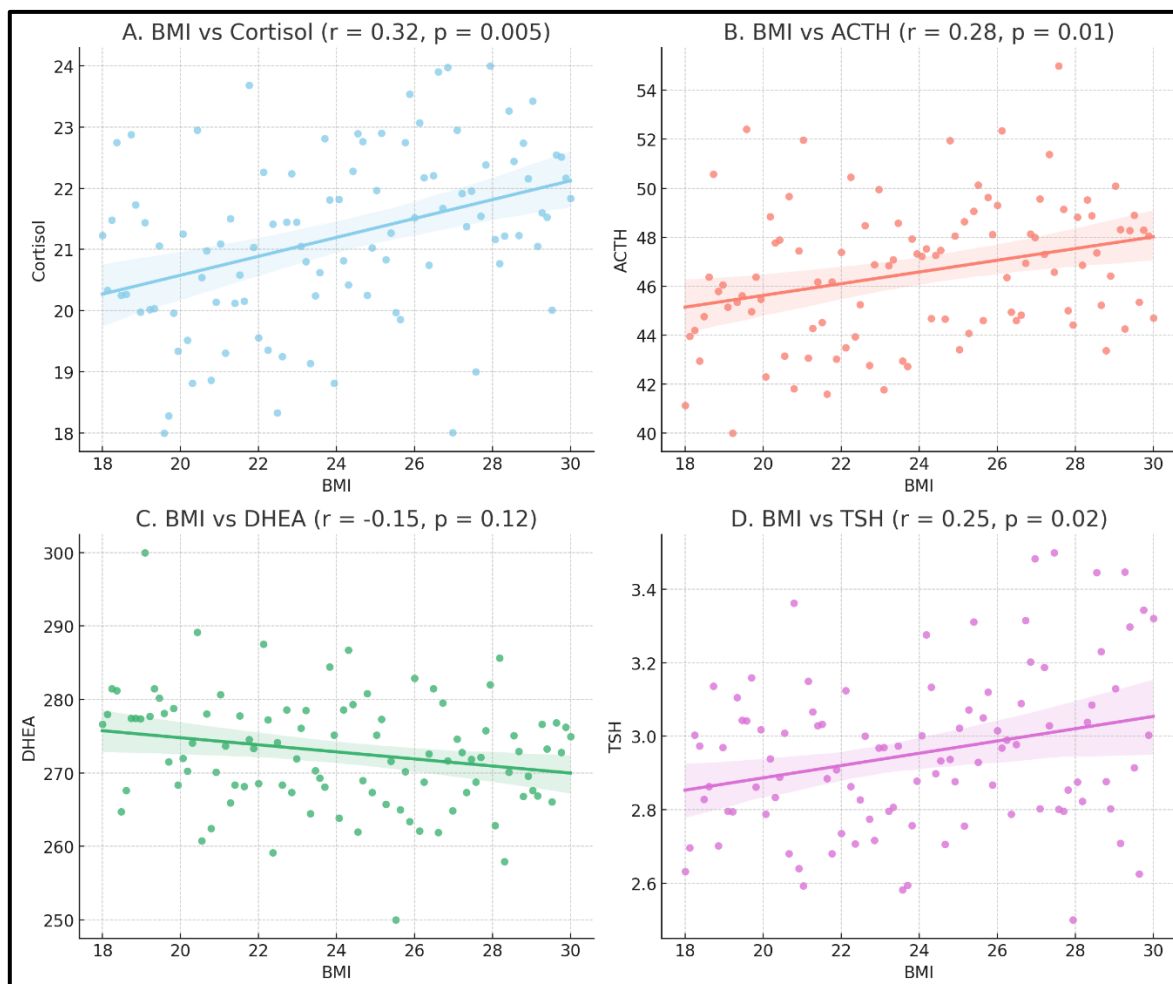 A. BMI vs Cortisol (r = 0.32, p = 0.005)
24
23
22
21
20
19
18
Cortisol
18 20 22 24 26 28 30
BMI
B. BMI vs ACTH (r = 0.28, p = 0.01)
54
52
50
48
46
44
42
40
ACTH
18 20 22 24 26 28 30
BMI
C. BMI vs DHEA (r = -0.15, p = 0.12)
300
290
280
270
260
250
DHEA
18 20 22 24 26 28 30
BMI
D. BMI vs TSH (r = 0.25, p = 0.02)
3.4
3.2
3.0
2.8
2.6
TSH
18 20 22 24 26 28 30
BMI